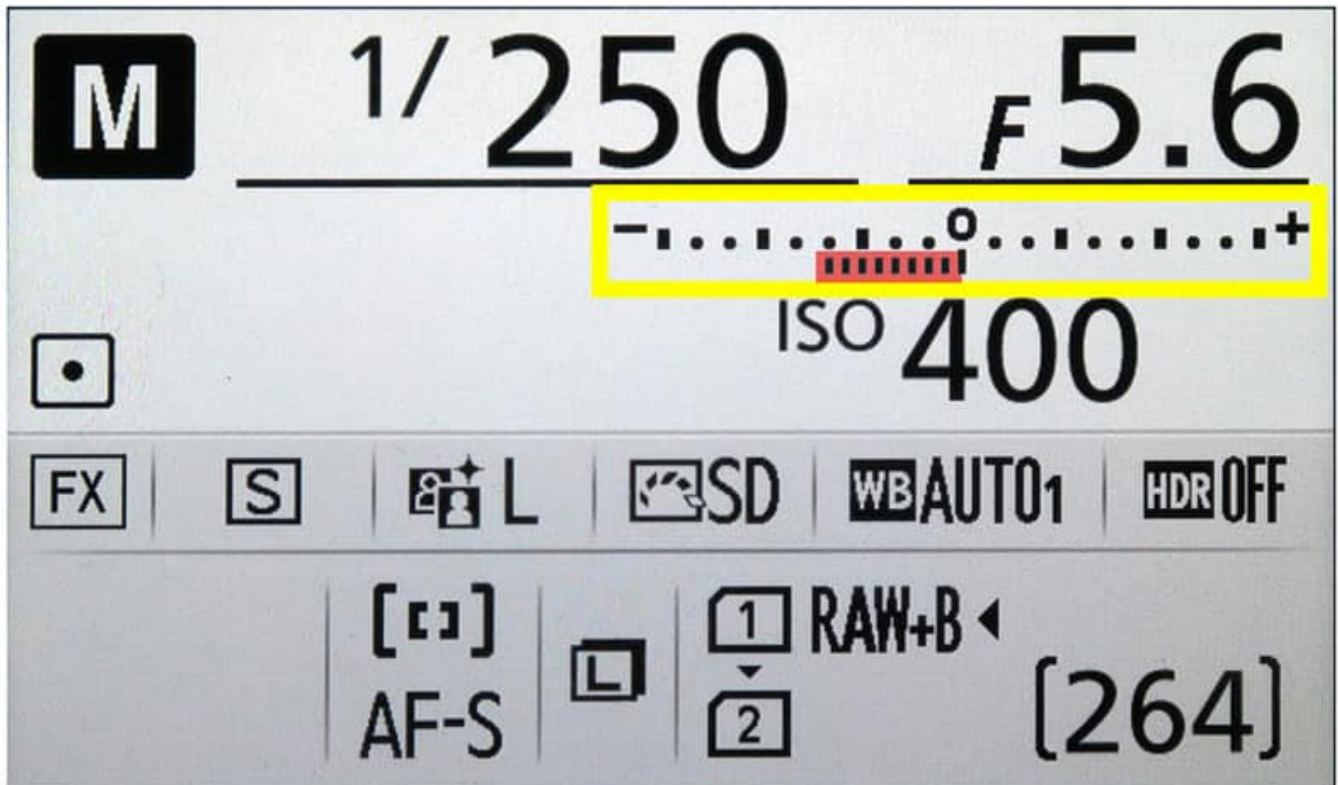 M 1/250 F5.6
- o +
ISO 400
FX S L SD WB AUTO1 HDR OFF
[ ] 1 RAW+B
AF-S L 2 [264]